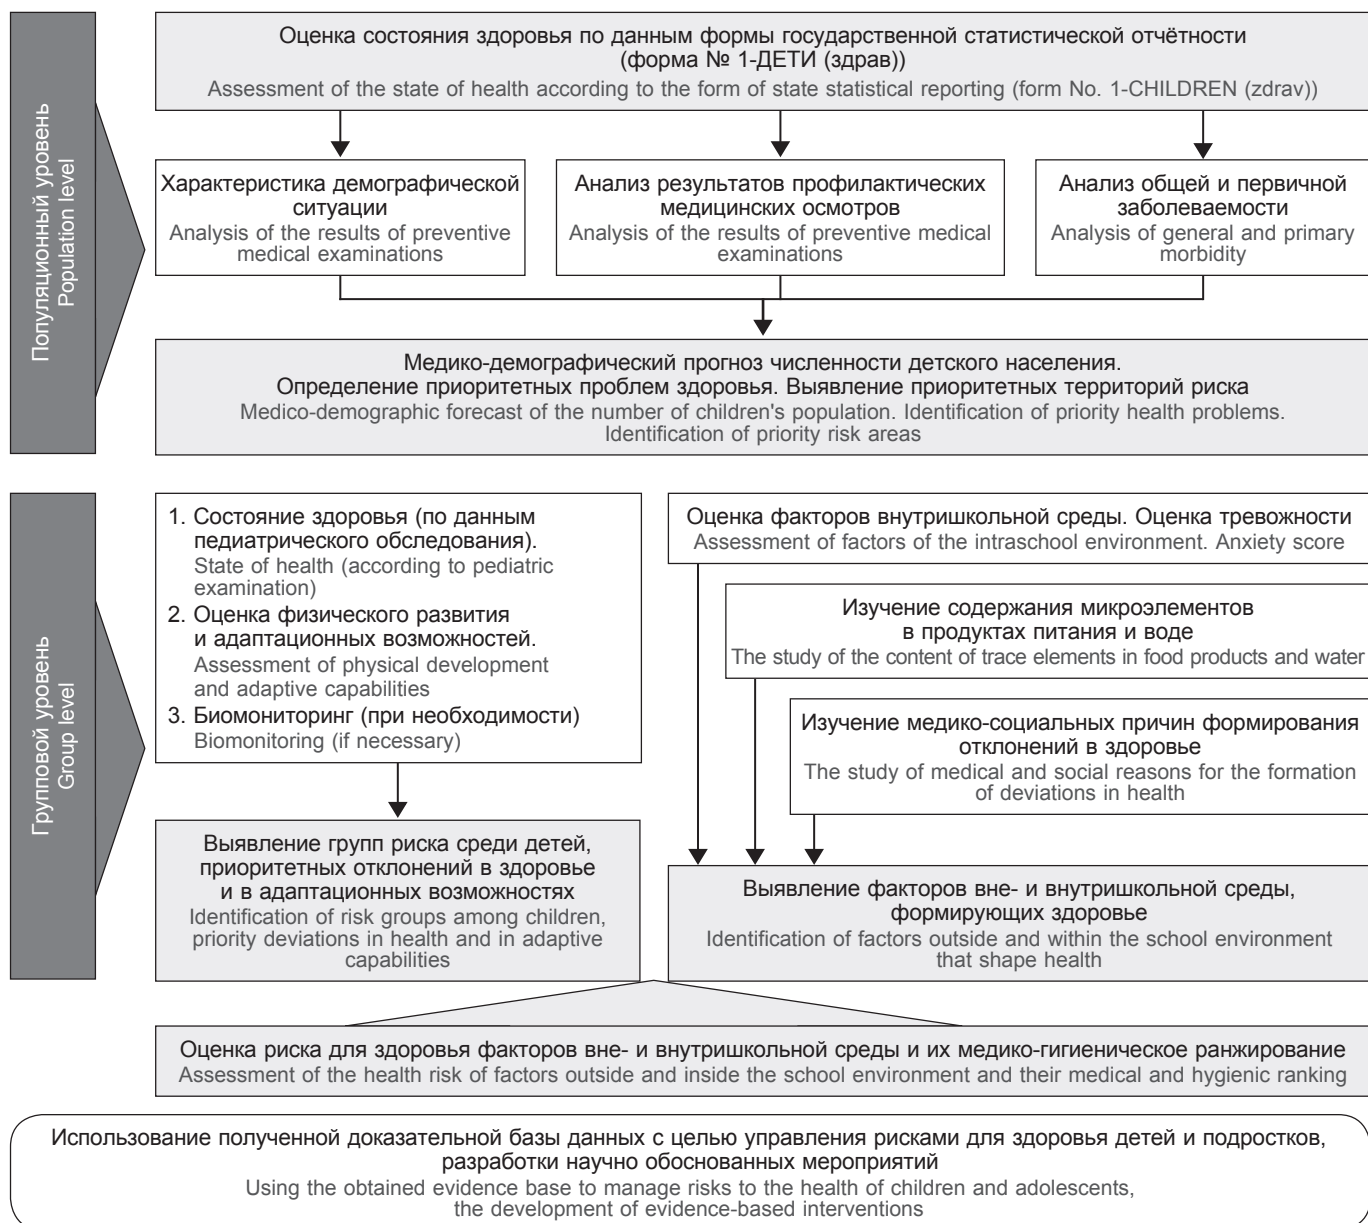 Популяционный уровень
Population level
Оценка состояния здоровья по данным формы государственной статистической отчётности
(форма № 1-ДЕТИ (здрав))
Assessment of the state of health according to the form of state statistical reporting (form No. 1-CHILDREN (zdrav))
Характеристика демографической
ситуации
Analysis of the results of preventive
medical examinations
Анализ результатов профилактических
медицинских осмотров
Analysis of the results of preventive medical
examinations
Анализ общей и первичной
заболеваемости
Analysis of general and primary
morbidity
Медико-демографический прогноз численности детского населения.
Определение приоритетных проблем здоровья. Выявление приоритетных территорий риска
Medico-demographic forecast of the number of children's population. Identification of priority health problems.
Identification of priority risk areas
Групповой уровень
Group level
1. Состояние здоровья (по данным
педиатрического обследования).
State of health (according to pediatric
examination)
2. Оценка физического развития
и адаптационных возможностей.
Assessment of physical development
and adaptive capabilities
3. Биомониторинг (при необходимости)
Biomonitoring (if necessary)
Оценка факторов внутришкольной среды. Оценка тревожности
Assessment of factors of the intraschool environment. Anxiety score
Изучение содержания микроэлементов
в продуктах питания и воде
The study of the content of trace elements in food products and water
Изучение медико-социальных причин формирования
отклонений в здоровье
The study of medical and social reasons for the formation
of deviations in health
Выявление групп риска среди детей,
приоритетных отклонений в здоровье
и в адаптационных возможностях
Identification of risk groups among children,
priority deviations in health and in adaptive
capabilities
Выявление факторов вне- и внутришкольной среды,
формирующих здоровье
Identification of factors outside and within the school environment
that shape health
Оценка риска для здоровья факторов вне- и внутришкольной среды и их медико-гигиеническое ранжирование
Assessment of the health risk of factors outside and inside the school environment and their medical and hygienic ranking
Использование полученной доказательной базы данных с целью управления рисками для здоровья детей и подростков,
разработки научно обоснованных мероприятий
Using the obtained evidence base to manage risks to the health of children and adolescents,
the development of evidence-based interventions